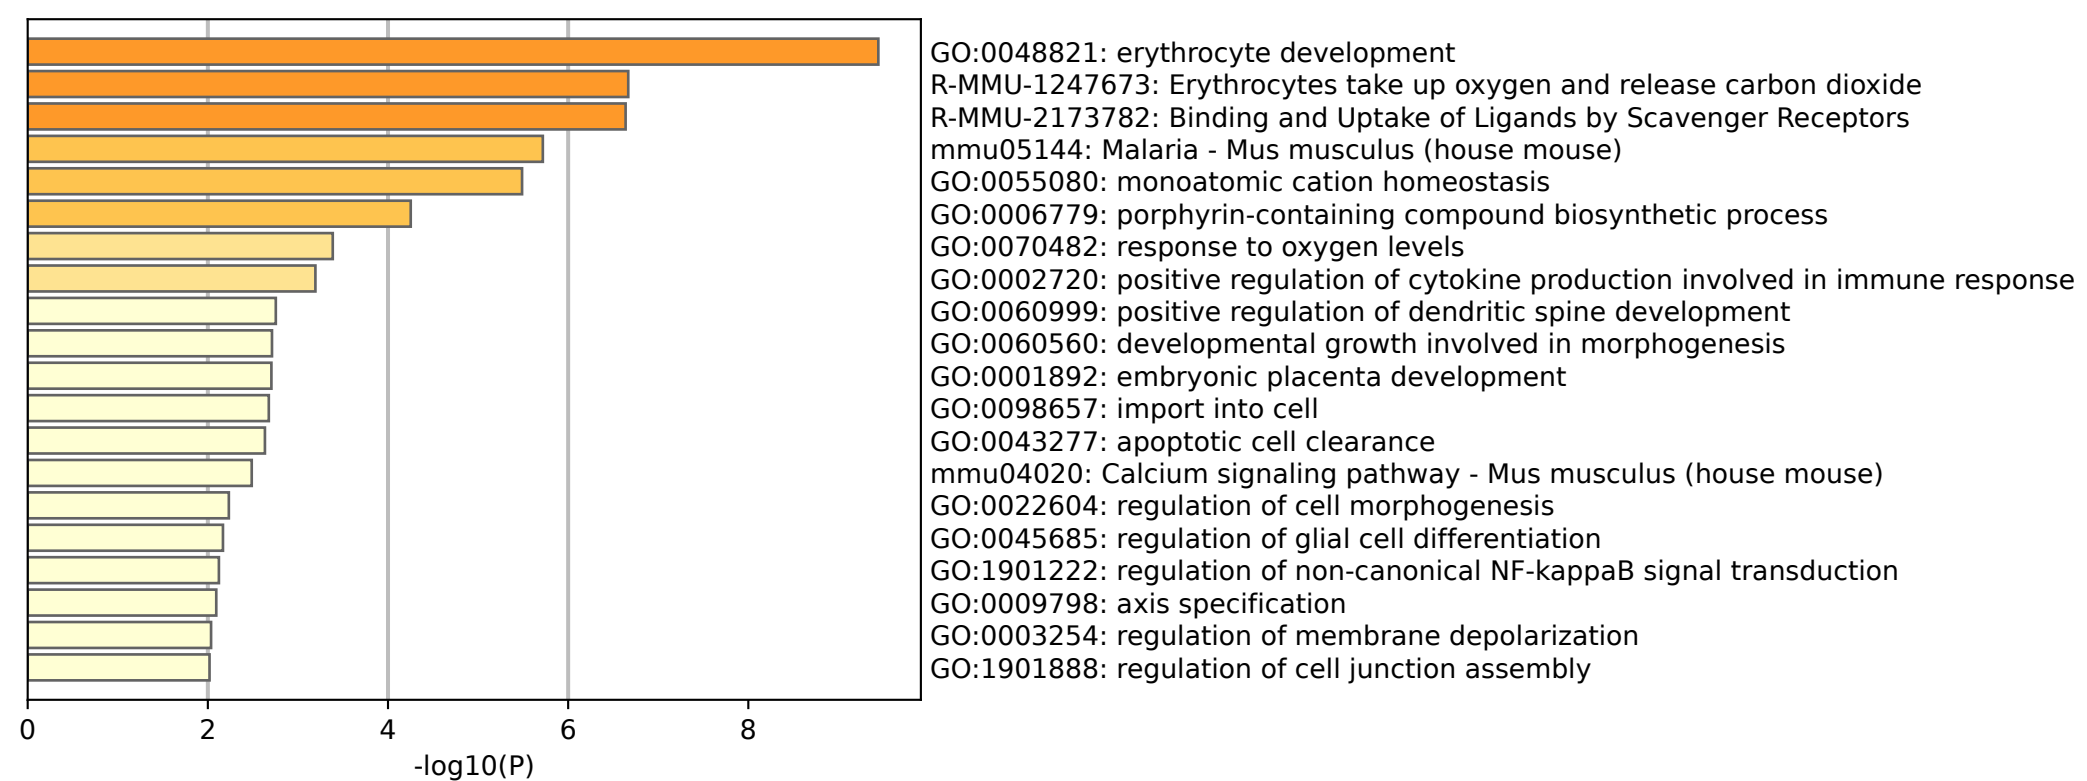 GO:0048821: erythrocyte development
R-MMU-1247673: Erythrocytes take up oxygen and release carbon dioxide
R-MMU-2173782: Binding and Uptake of Ligands by Scavenger Receptors
mmu05144: Malaria - Mus musculus (house mouse)
GO:0055080: monoatomic cation homeostasis
GO:0006779: porphyrin-containing compound biosynthetic process
GO:0070482: response to oxygen levels
GO:0002720: positive regulation of cytokine production involved in immune response
GO:0060999: positive regulation of dendritic spine development
GO:0060560: developmental growth involved in morphogenesis
GO:0001892: embryonic placenta development
GO:0098657: import into cell
GO:0043277: apoptotic cell clearance
mmu04020: Calcium signaling pathway - Mus musculus (house mouse)
GO:0022604: regulation of cell morphogenesis
GO:0045685: regulation of glial cell differentiation
GO:1901222: regulation of non-canonical NF-kappaB signal transduction
GO:0009798: axis specification
GO:0003254: regulation of membrane depolarization
GO:1901888: regulation of cell junction assembly
0 2 4 6 8
-log10(P)